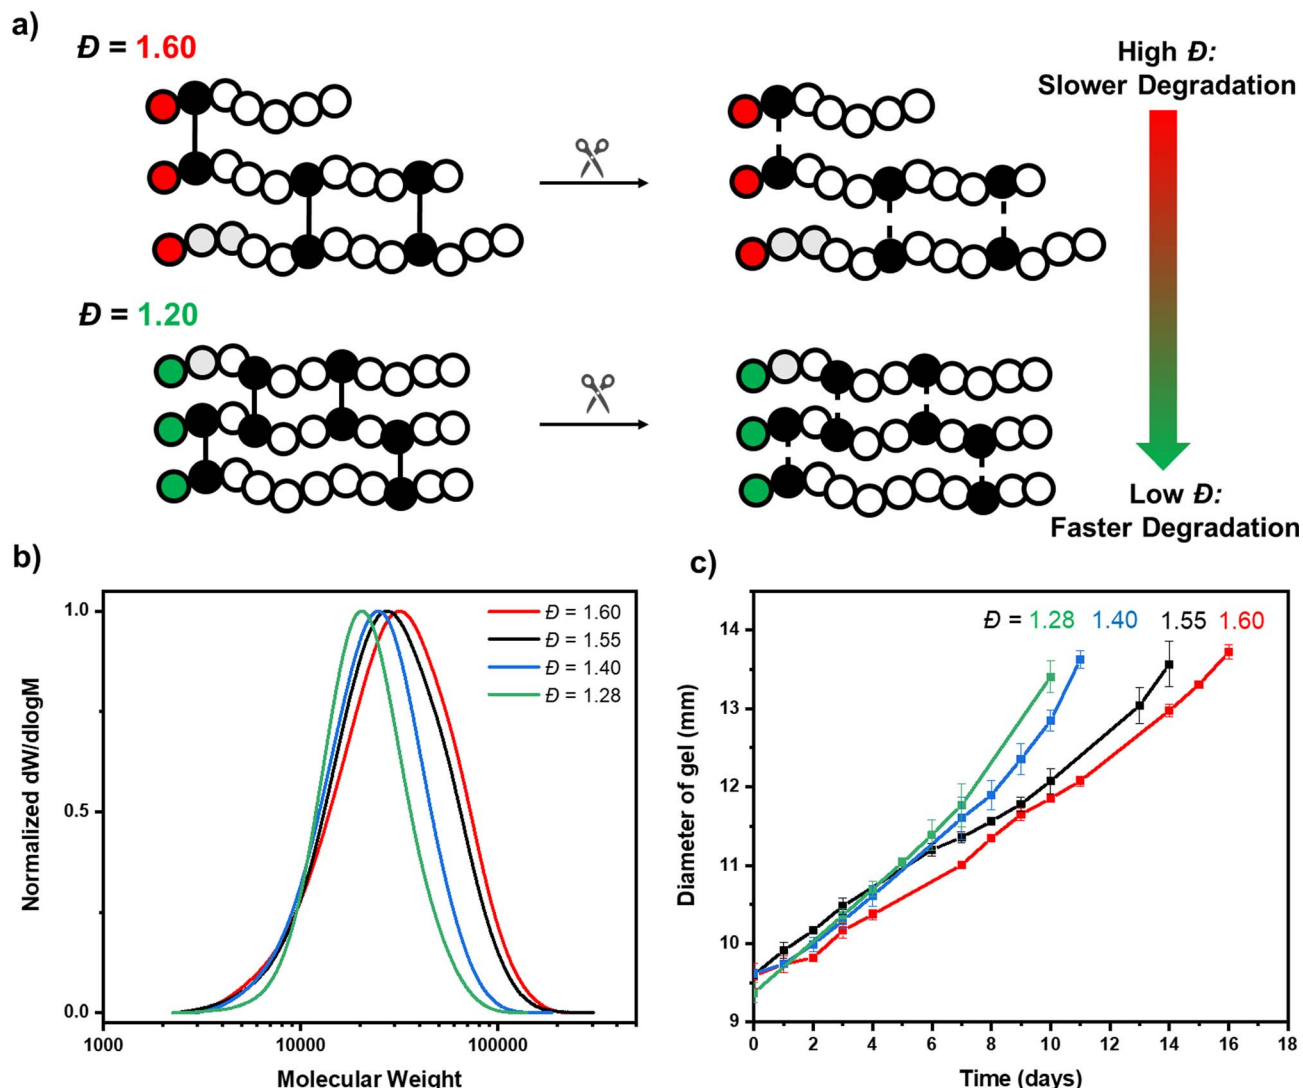 a)
Đ = 1.60
High Đ:
Slower Degradation
Đ = 1.20
Low Đ:
Faster Degradation
b)
Normalized dW/dlogM
1.0
0.5
0.0
1000
10000
100000
Molecular Weight
Đ = 1.60
Đ = 1.55
Đ = 1.40
Đ = 1.28
c)
Diameter of gel (mm)
14
13
12
11
10
9
0
2
4
6
8
10
12
14
16
18
Time (days)
Đ = 1.28 1.40 1.55 1.60